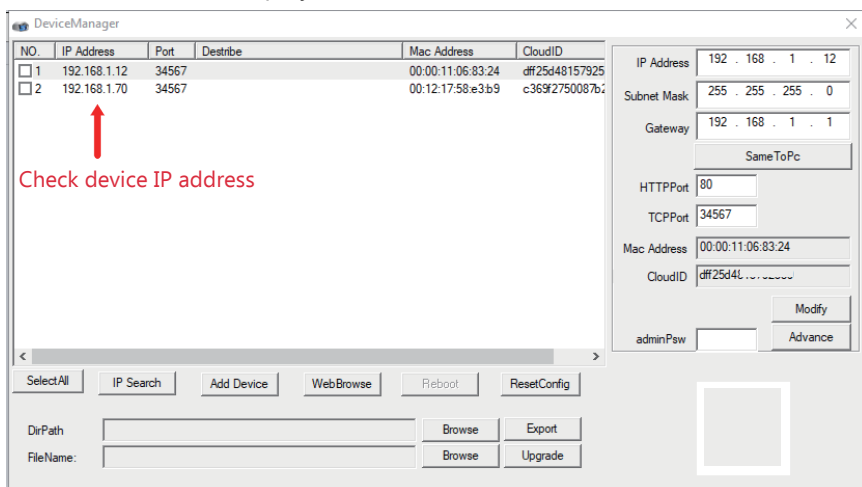 DeviceManager
NO. IP Address Port Destribe Mac Address CloudID
1 192.168.1.12 34567 00:00:11:06:83:24 dff25d48157925
2 192.168.1.70 34567 00:12:17:58:e3:b9 c369f2750087b2
Check device IP address
IP Address 192 . 168 . 1 . 12
Subnet Mask 255 . 255 . 255 . 0
Gateway 192 . 168 . 1 . 1
SameToPc
HTTPPort 80
TCPPort 34567
Mac Address 00:00:11:06:83:24
CloudID
Modify
adminPsw Advance
SelectAll IP Search Add Device WebBrowse Reboot ResetConfig
DirPath Browse Export
FileName: Browse Upgrade